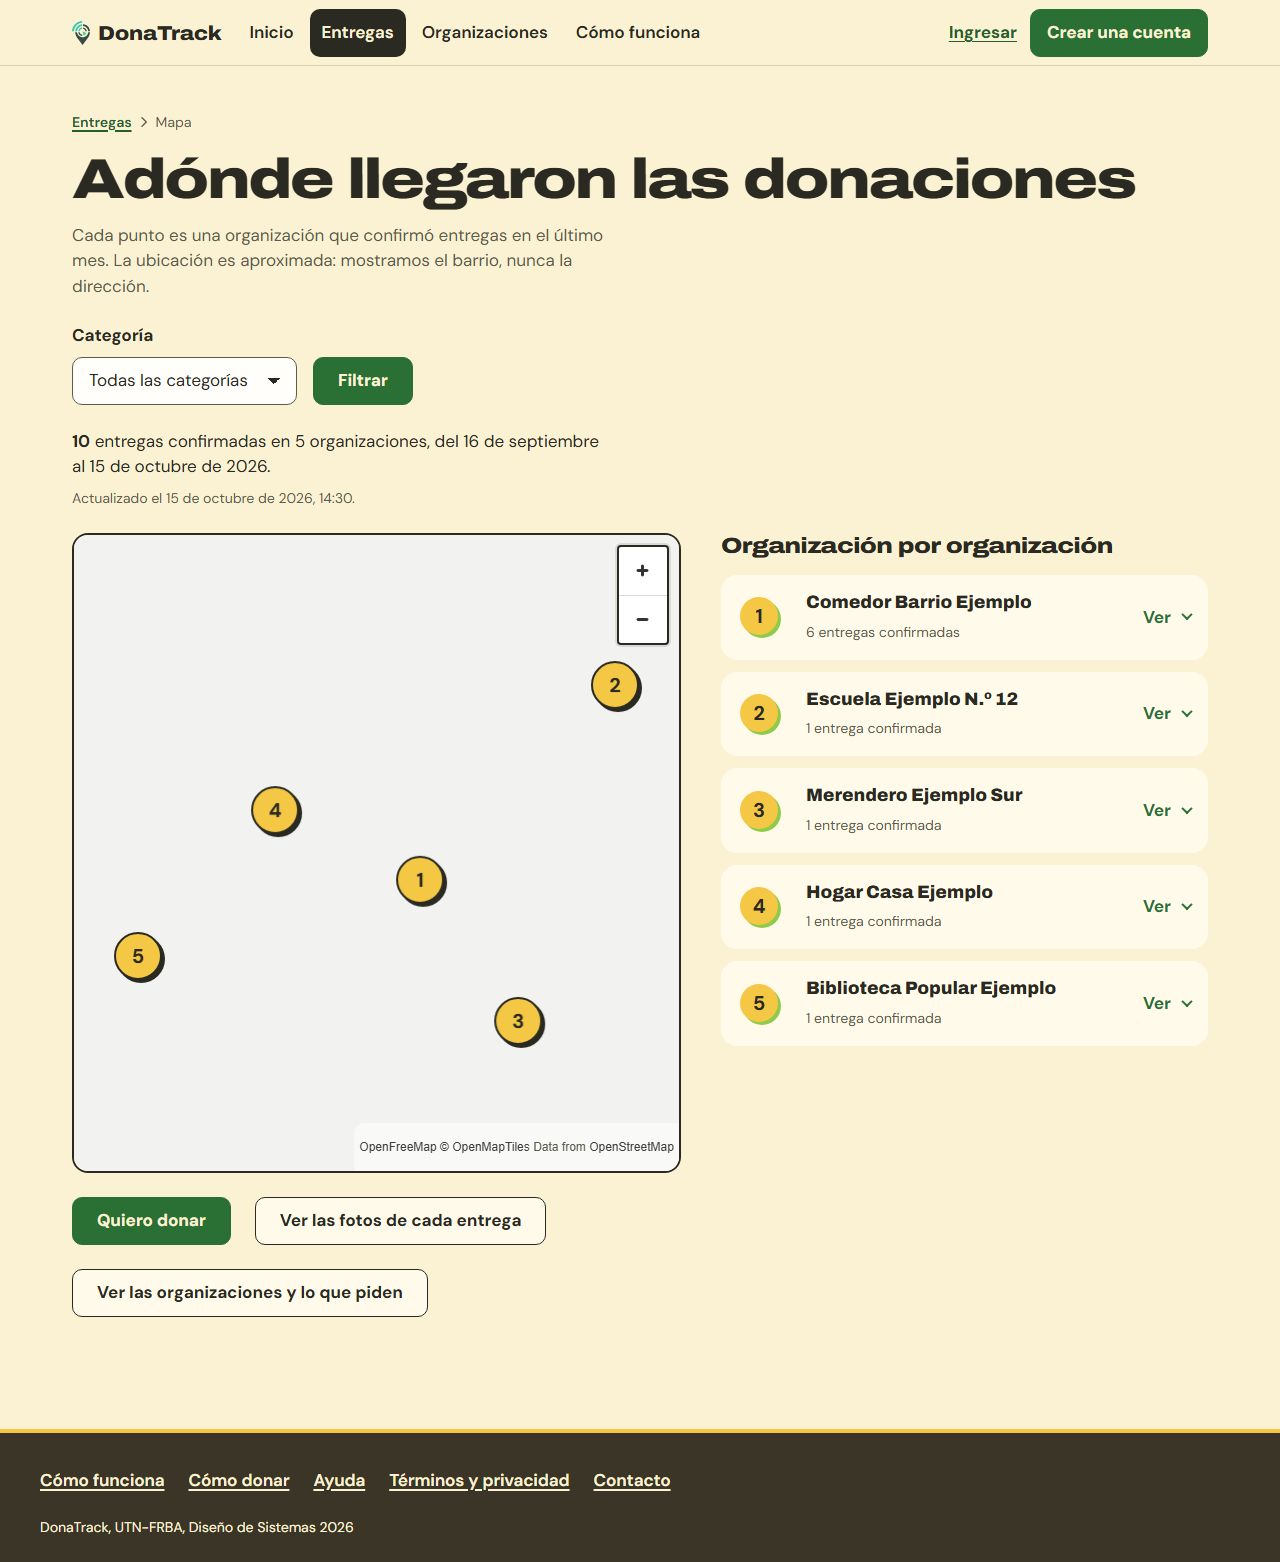 DonaTrack
Inicio
Entregas
Organizaciones
Cómo funciona
Ingresar
Crear una cuenta
Entregas
Mapa
Adónde llegaron las donaciones
Cada punto es una organización que confirmó entregas en el último
mes. La ubicación es aproximada: mostramos el barrio, nunca la
dirección.
Categoría
Todas las categorías
Filtrar
10 entregas confirmadas en 5 organizaciones, del 16 de septiembre
al 15 de octubre de 2026.
Actualizado el 15 de octubre de 2026, 14:30.
+
−
2
4
1
5
3
OpenFreeMap © OpenMapTiles Data from OpenStreetMap
Organización por organización
1
Comedor Barrio Ejemplo
6 entregas confirmadas
Ver
2
Escuela Ejemplo N.º 12
1 entrega confirmada
Ver
3
Merendero Ejemplo Sur
1 entrega confirmada
Ver
4
Hogar Casa Ejemplo
1 entrega confirmada
Ver
5
Biblioteca Popular Ejemplo
1 entrega confirmada
Ver
Quiero donar
Ver las fotos de cada entrega
Ver las organizaciones y lo que piden
Cómo funciona
Cómo donar
Ayuda
Términos y privacidad
Contacto
DonaTrack, UTN-FRBA, Diseño de Sistemas 2026